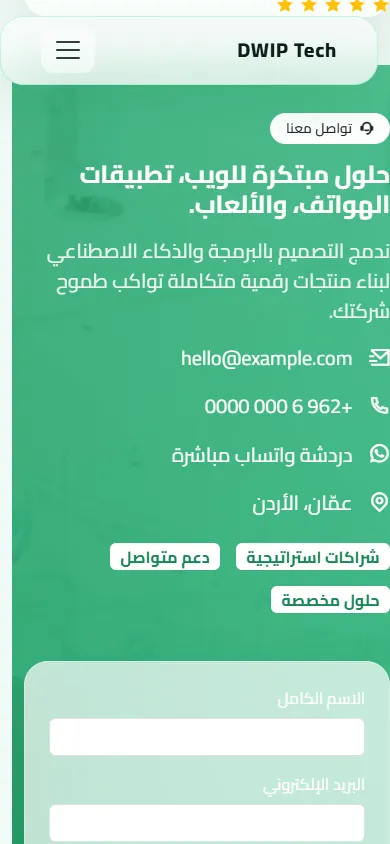 DWIP Tech
تواصل معنا
حلول مبتكرة للويب، تطبيقات
الهواتف، والألعاب.
ندمج التصميم بالبرمجة والذكاء الاصطناعي
لبناء منتجات رقمية متكاملة تواكب طموح
شركتك.
hello@example.com
+962 6 000 0000
دردشة واتساب مباشرة
عمّان، الأردن
شراكات استراتيجية
دعم متواصل
حلول مخصصة
الاسم الكامل
البريد الإلكتروني